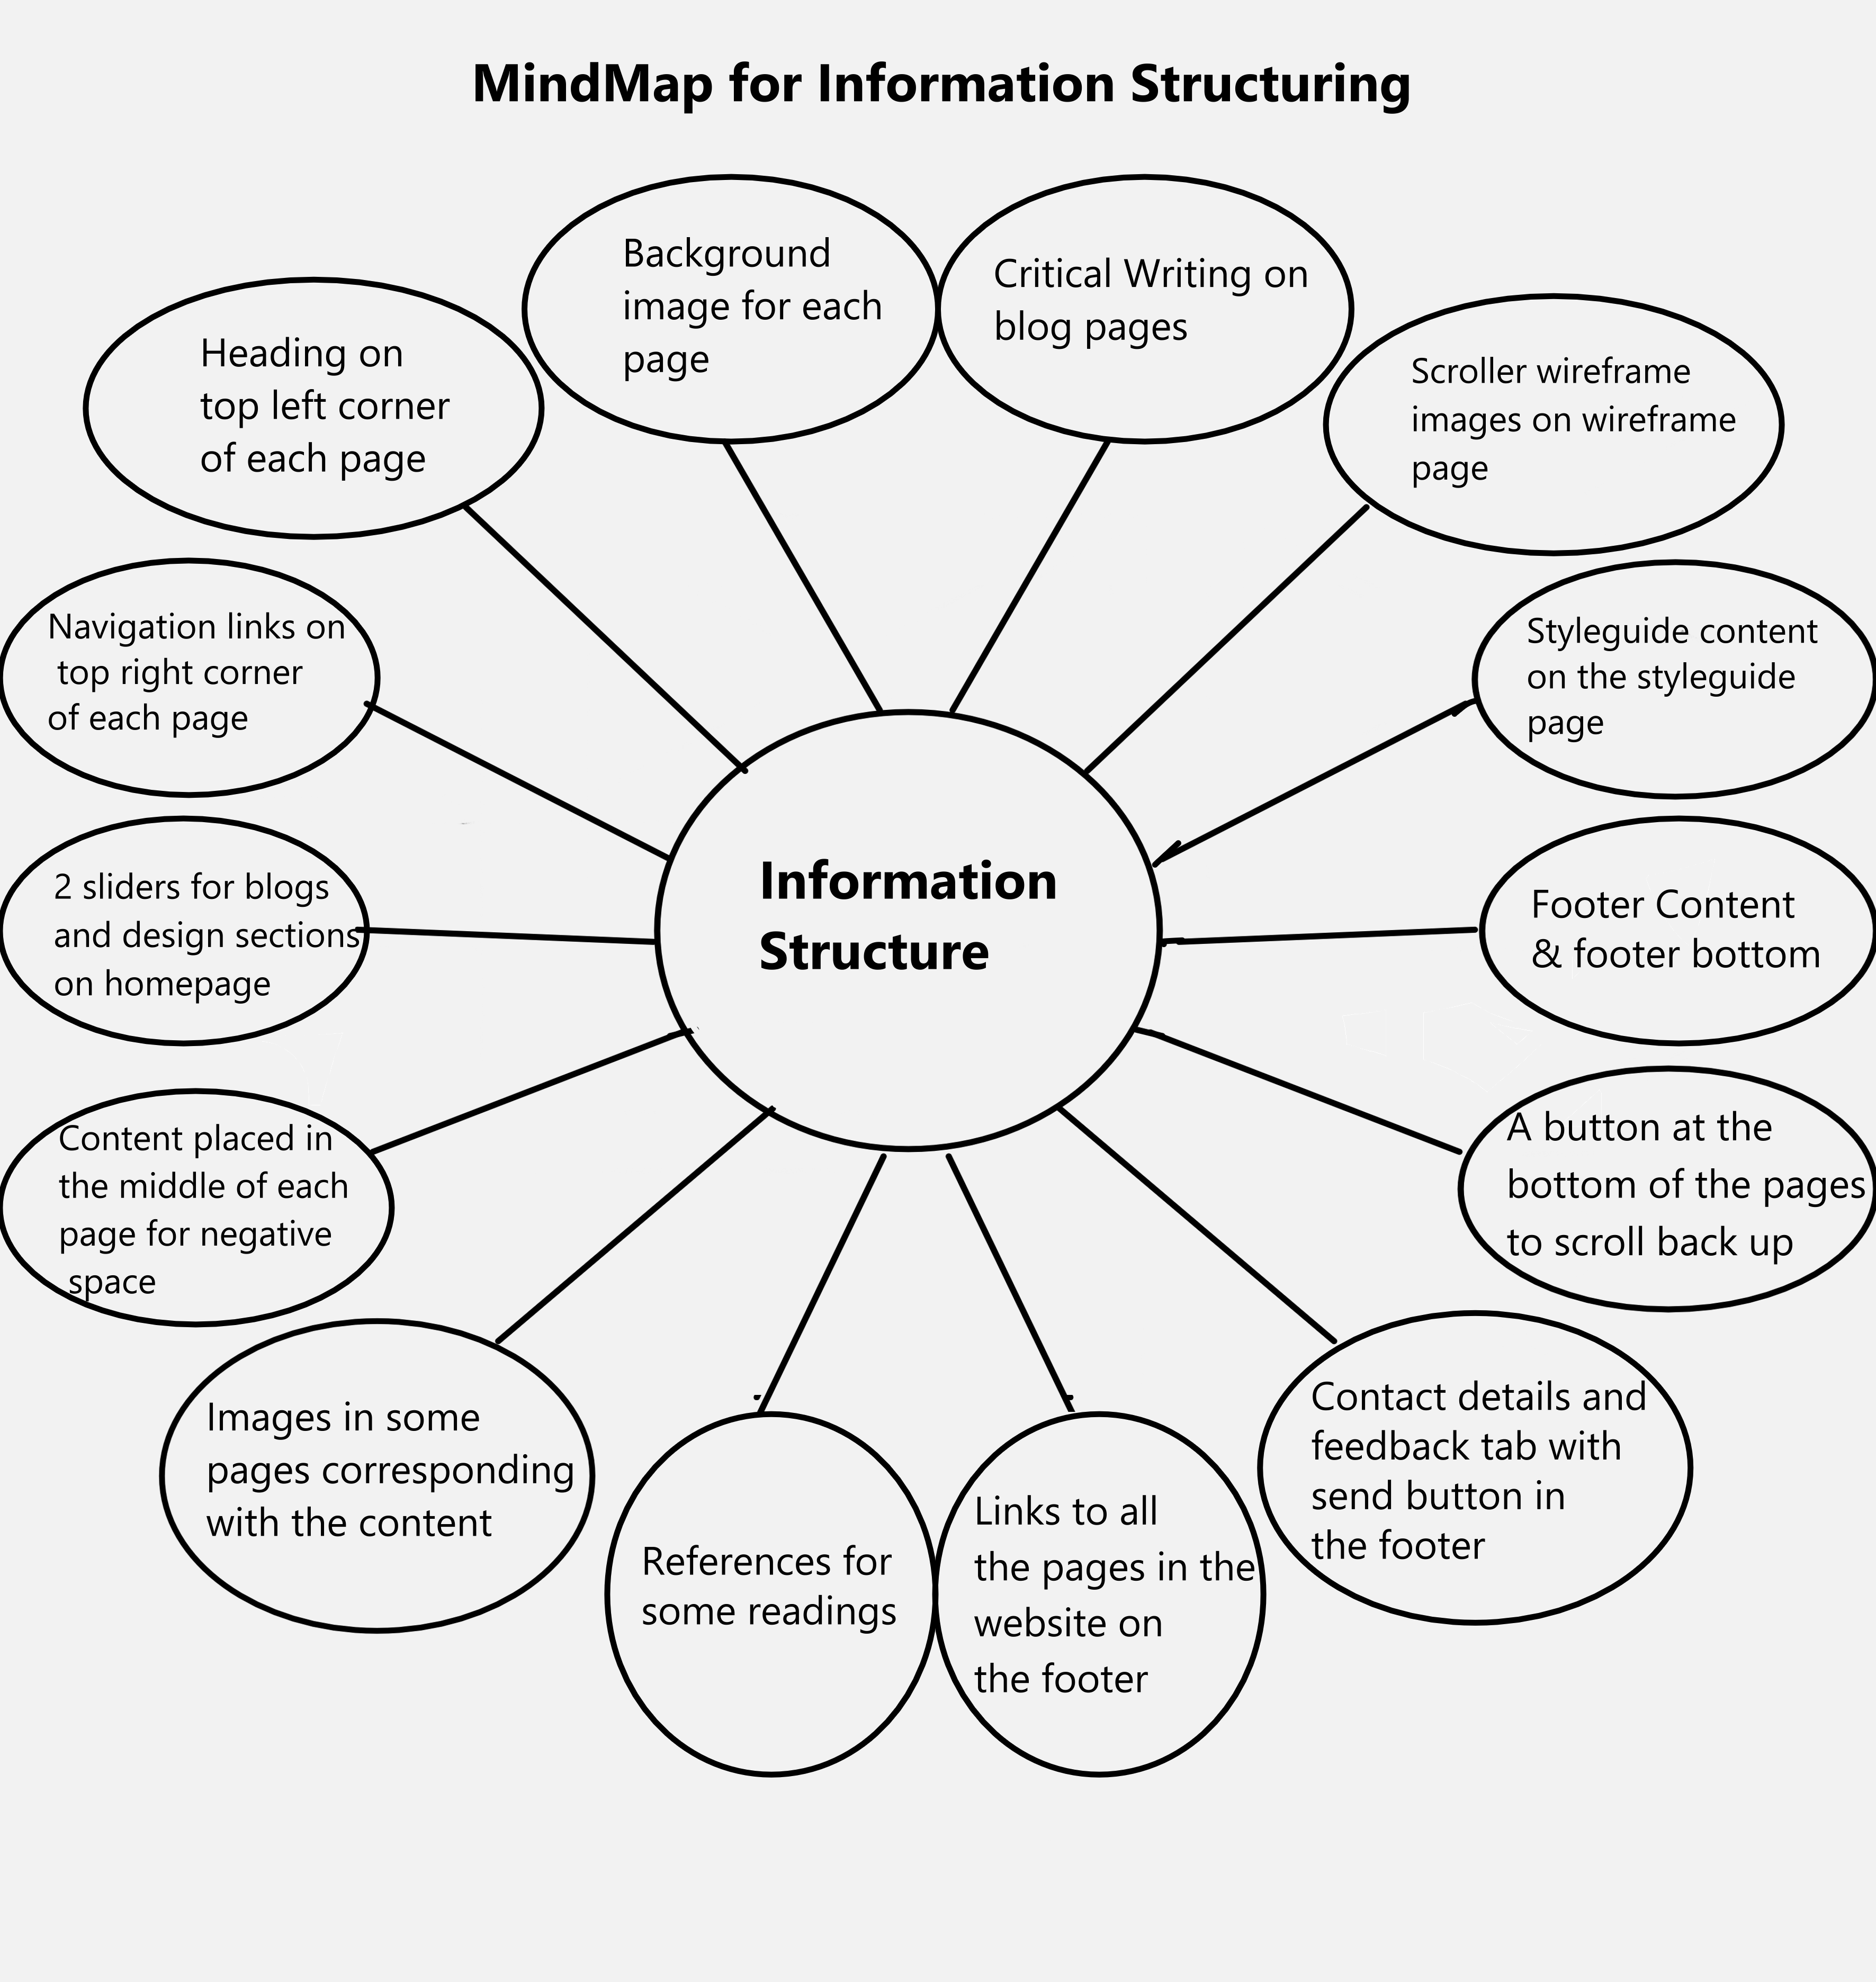 MindMap for Information Structuring
Background
image for each
page
Critical Writing on
blog pages
Heading on
top left corner
of each page
Scroller wireframe
images on wireframe
page
Navigation links on
top right corner
of each page
Styleguide content
on the styleguide
page
2 sliders for blogs
and design sections
on homepage
Information
Structure
Footer Content
& footer bottom
Content placed in
the middle of each
page for negative
space
A button at the
bottom of the pages
to scroll back up
Images in some
pages corresponding
with the content
References for
some readings
Links to all
the pages in the
website on
the footer
Contact details and
feedback tab with
send button in
the footer